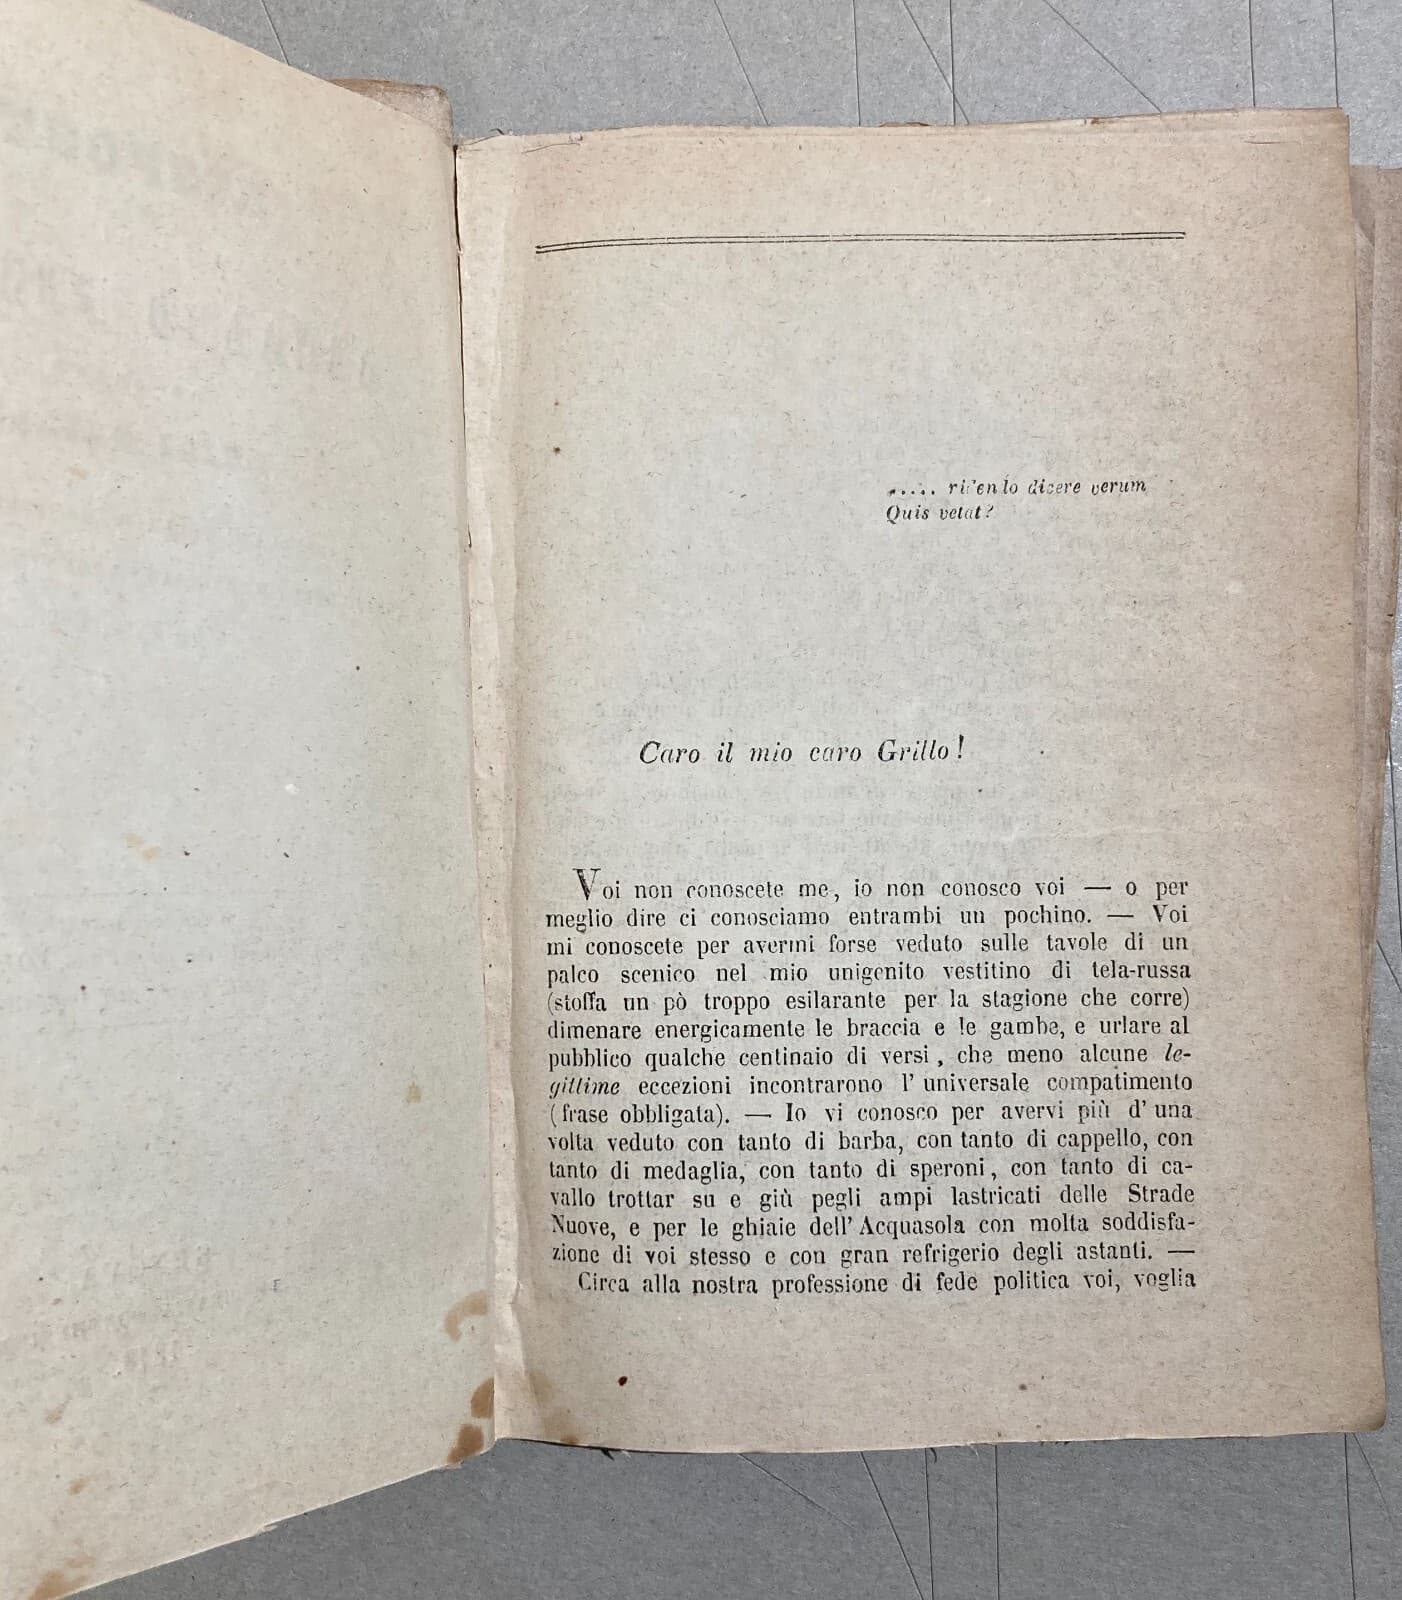 ..... ridendo dicere verum
Quis vetat?
Caro il mio caro Grillo!
Voi non conoscete me, io non conosco voi — o per
meglio dire ci conosciamo entrambi un pochino. — Voi
mi conoscete per avermi forse veduto sulle tavole di un
palco scenico nel mio unigenito vestitino di tela-russa
(stoffa un pò troppo esilarante per la stagione che corre)
dimenare energicamente le braccia e le gambe, e urlare al
pubblico qualche centinaio di versi, che meno alcune le-
gittime eccezioni incontrarono l' universale compatimento
(frase obbligata). — Io vi conosco per avervi più d' una
volta veduto con tanto di barba, con tanto di cappello, con
tanto di medaglia, con tanto di speroni, con tanto di ca-
vallo trottar su e giù pegli ampi lastricati delle Strade
Nuove, e per le ghiaie dell' Acquasola con molta soddisfa-
zione di voi stesso e con gran refrigerio degli astanti. —
Circa alla nostra professione di fede politica voi, voglia